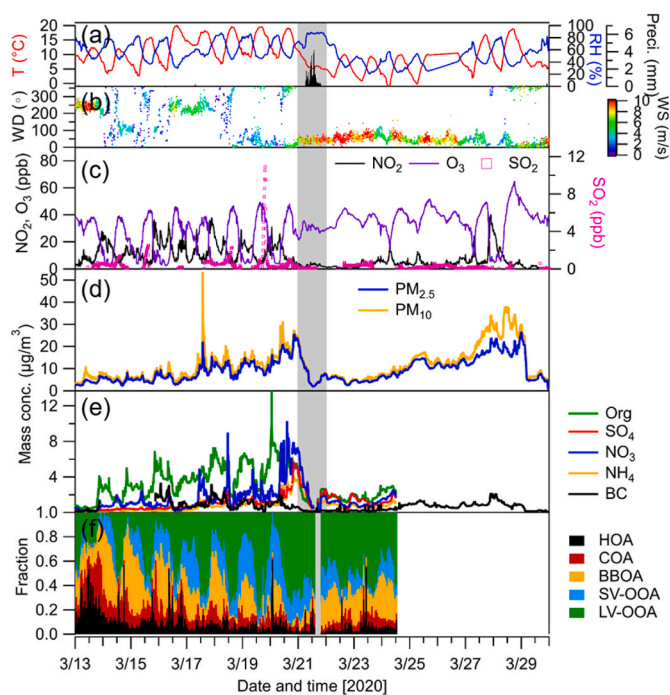 (a)
T (°C)
20
15
10
5
0
100
80
60
40
20
0
RH (%)
6
4
2
0
Preci. (mm)
(b)
WD (○)
300
200
100
0
10
8
6
4
2
0
WS (m/s)
(c)
NO2 O3 SO2
NO2, O3 (ppb)
80
60
40
20
0
12
8
4
0
SO2 (ppb)
(d)
PM2.5
PM10
50
40
30
20
10
0
Mass conc. (μg/m3)
(e)
12
8
4
Org
SO4
NO3
NH4
BC
(f)
Fraction
1.0
0.8
0.6
0.4
0.2
0.0
HOA
COA
BBOA
SV-OOA
LV-OOA
3/13 3/15 3/17 3/19 3/21 3/23 3/25 3/27 3/29
Date and time [2020]